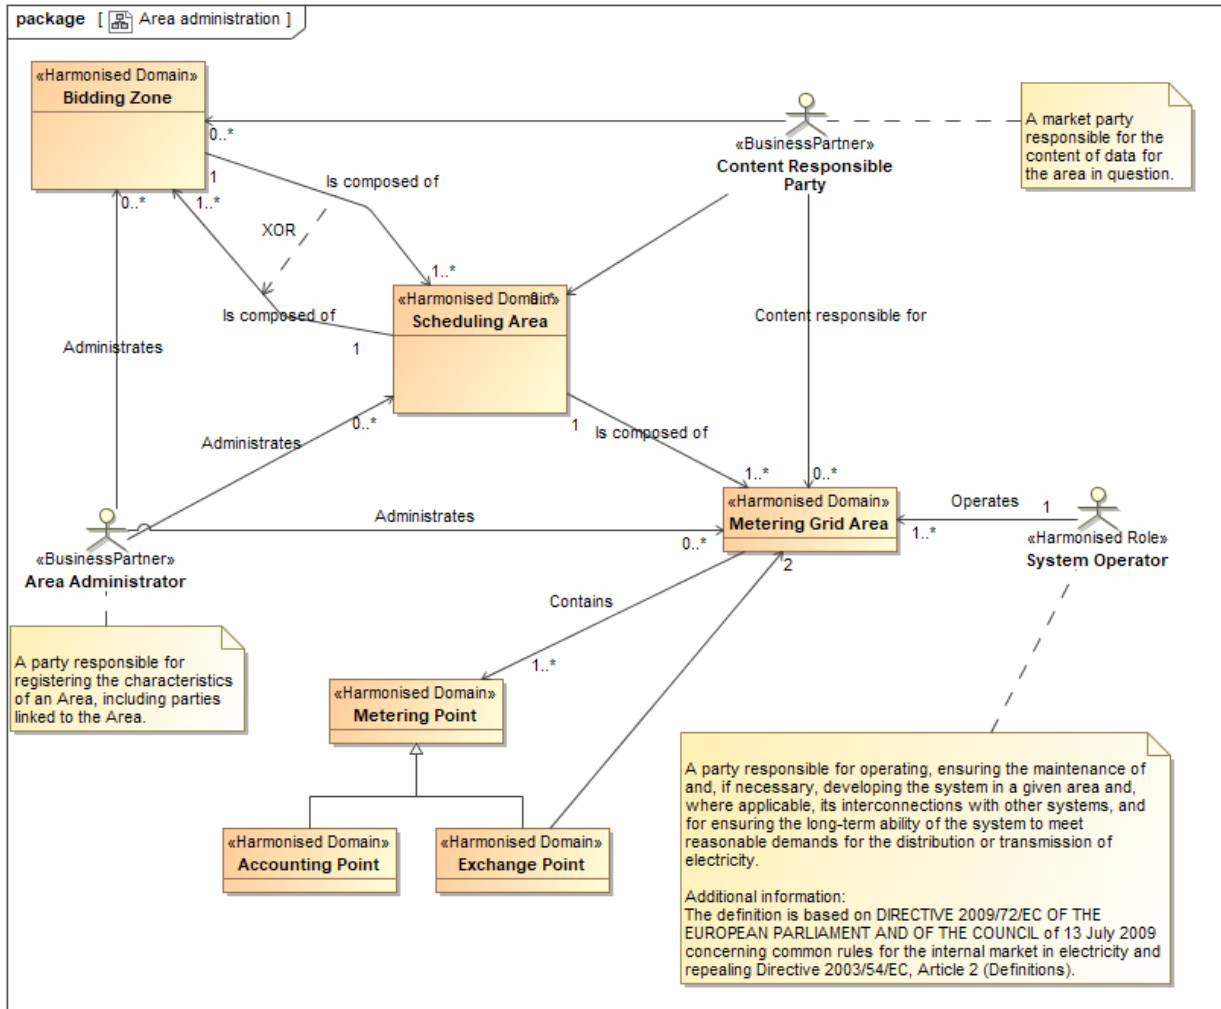 package [ Area administration ]
«Harmonised Domain»
Bidding Zone
0..*
1
1..*
0..*
Is composed of
XOR
1..*
Is composed of
1
«BusinessPartner»
Content Responsible
Party
A market party
responsible for the
content of data for
the area in question.
«Harmonised Domain»
0..*
Scheduling Area
Content responsible for
Administrates
0..*
1
Administrates
Is composed of
1..*
0..*
«Harmonised Domain»
Metering Grid Area
Operates
1
1..*
«Harmonised Role»
System Operator
Administrates
0..*
2
«BusinessPartner»
Area Administrator
Contains
1..*
A party responsible for
registering the characteristics
of an Area, including parties
linked to the Area.
«Harmonised Domain»
Metering Point
«Harmonised Domain»
Accounting Point
«Harmonised Domain»
Exchange Point
A party responsible for operating, ensuring the maintenance of
and, if necessary, developing the system in a given area and,
where applicable, its interconnections with other systems, and
for ensuring the long-term ability of the system to meet
reasonable demands for the distribution or transmission of
electricity.
Additional information:
The definition is based on DIRECTIVE 2009/72/EC OF THE
EUROPEAN PARLIAMENT AND OF THE COUNCIL of 13 July 2009
concerning common rules for the internal market in electricity and
repealing Directive 2003/54/EC, Article 2 (Definitions).